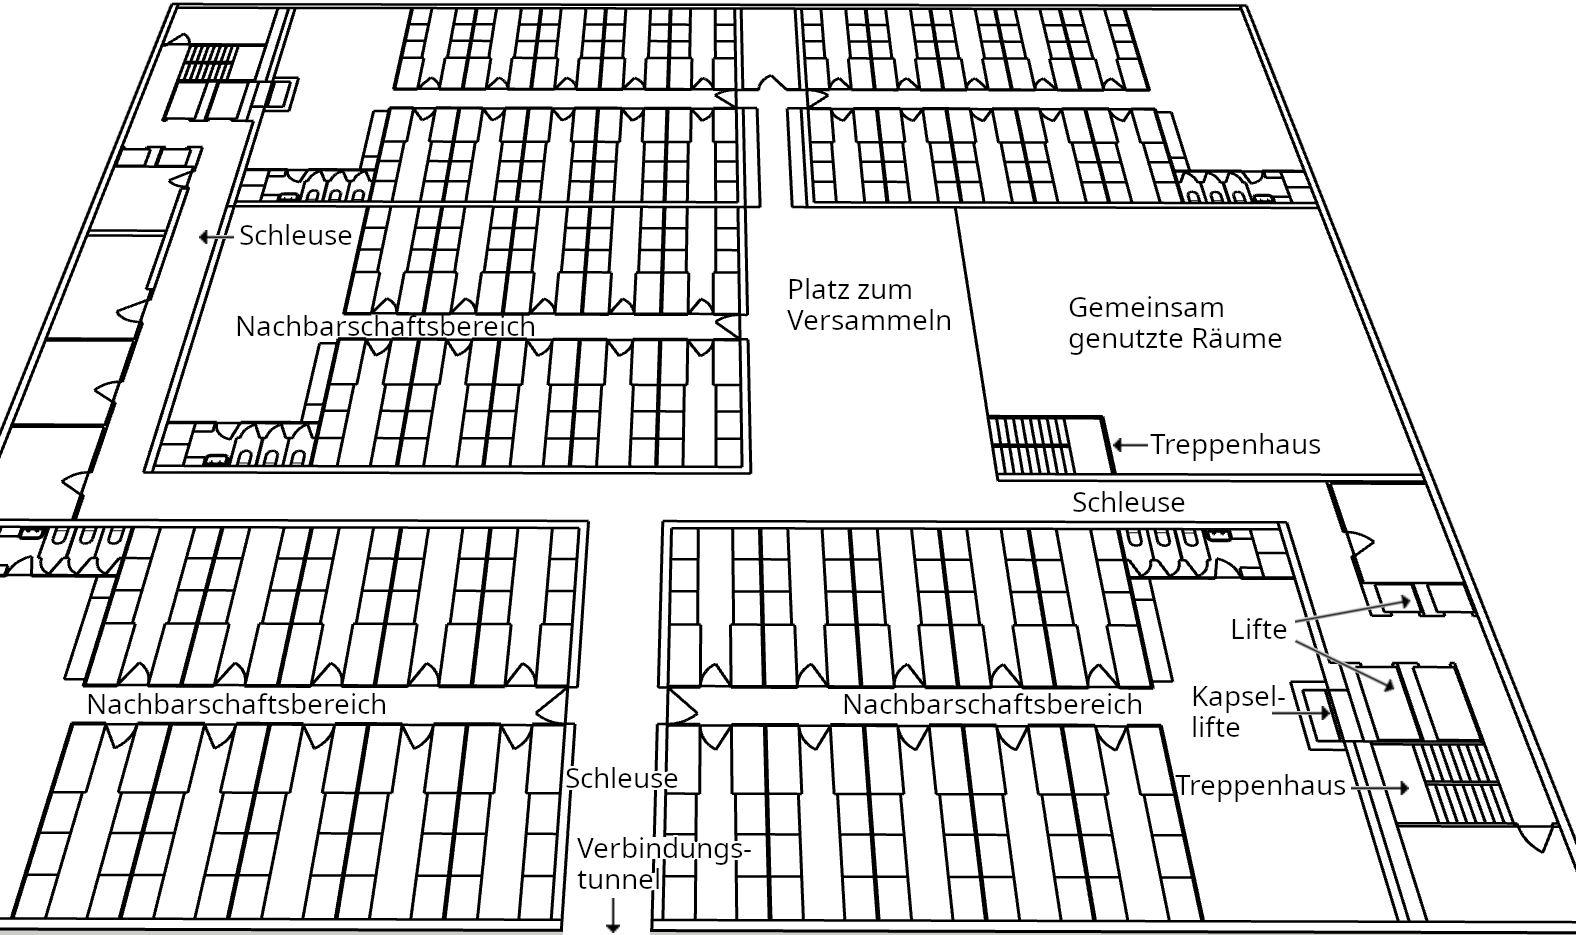 Schleuse
Platz zum
Versammeln
Gemeinsam
genutzte Räume
Nachbarschaftsbereich
Treppenhaus
Schleuse
Lifte
Nachbarschaftsbereich
Nachbarschaftsbereich
Kapsel-
lifte
Schleuse
Treppenhaus
Verbindungs-
tunnel